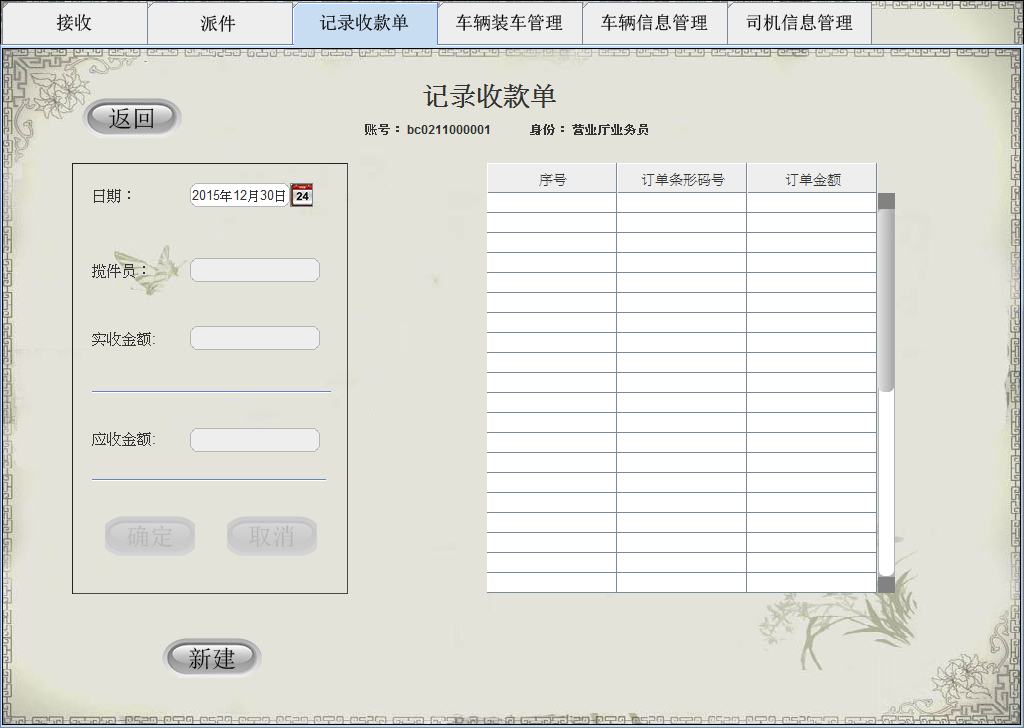 接收 派件 记录收款单 车辆装车管理 车辆信息管理 司机信息管理
记录收款单
返回
账号： bc0211000001 身份： 营业厅业务员
日期： 2015年12月30日 24
揽件员：
实收金额:
应收金额:
确定 取消
新建
序号 订单条形码号 订单金额